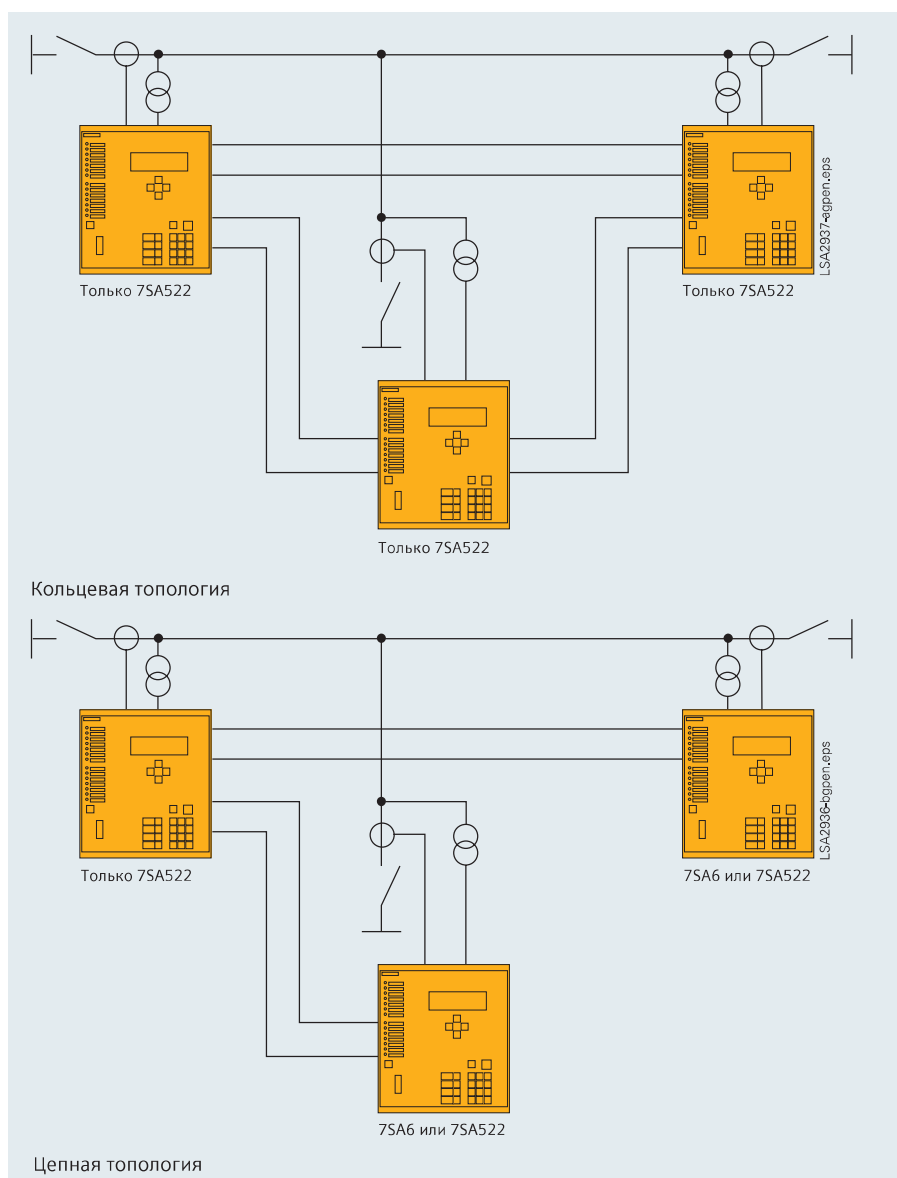 LSA2937-agpen.eps
Только 7SA522
Только 7SA522
Только 7SA522
Кольцевая топология
LSA2936-bgpen.eps
Только 7SA522
7SA6 или 7SA522
7SA6 или 7SA522
Цепная топология